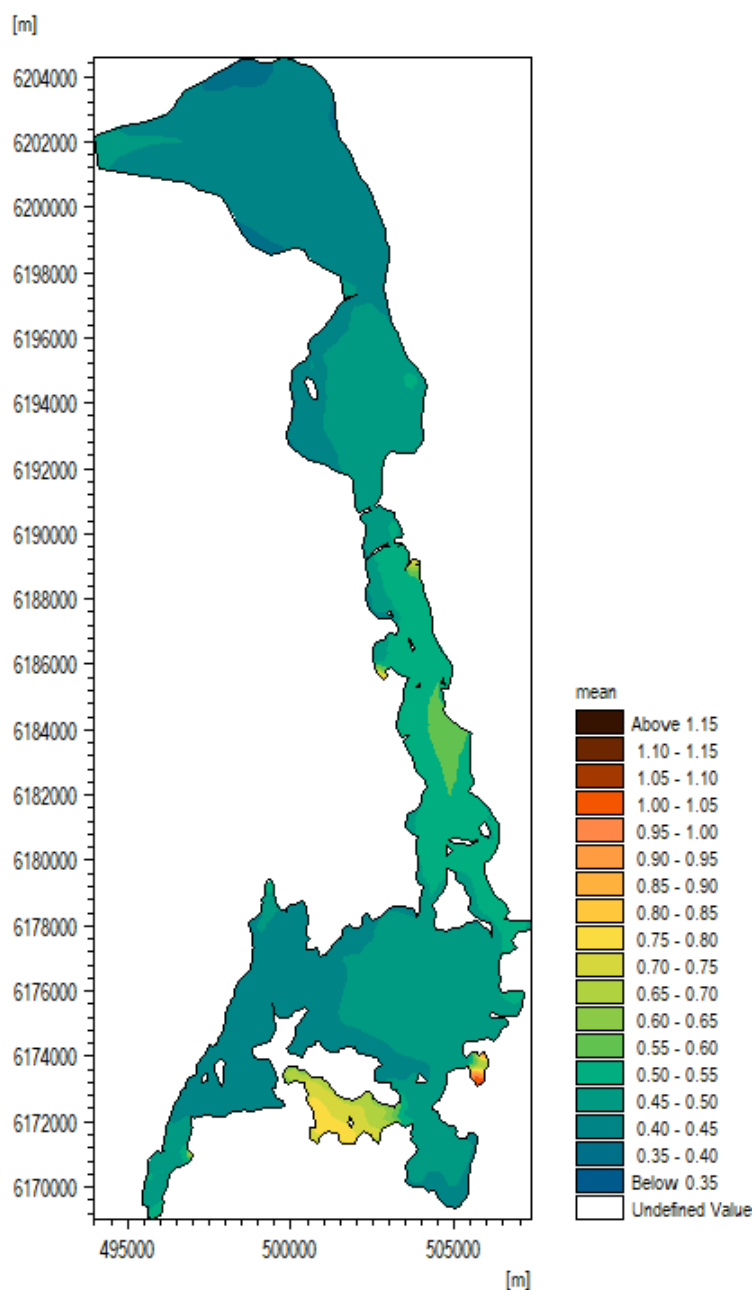 [m]
6204000
6202000
6200000
6198000
6196000
6194000
6192000
6190000
6188000
6186000
6184000
6182000
6180000
6178000
6176000
6174000
6172000
6170000
495000 500000 505000
[m]
mean
Above 1.15
1.10 - 1.15
1.05 - 1.10
1.00 - 1.05
0.95 - 1.00
0.90 - 0.95
0.85 - 0.90
0.80 - 0.85
0.75 - 0.80
0.70 - 0.75
0.65 - 0.70
0.60 - 0.65
0.55 - 0.60
0.50 - 0.55
0.45 - 0.50
0.40 - 0.45
0.35 - 0.40
Below 0.35
Undefined Value